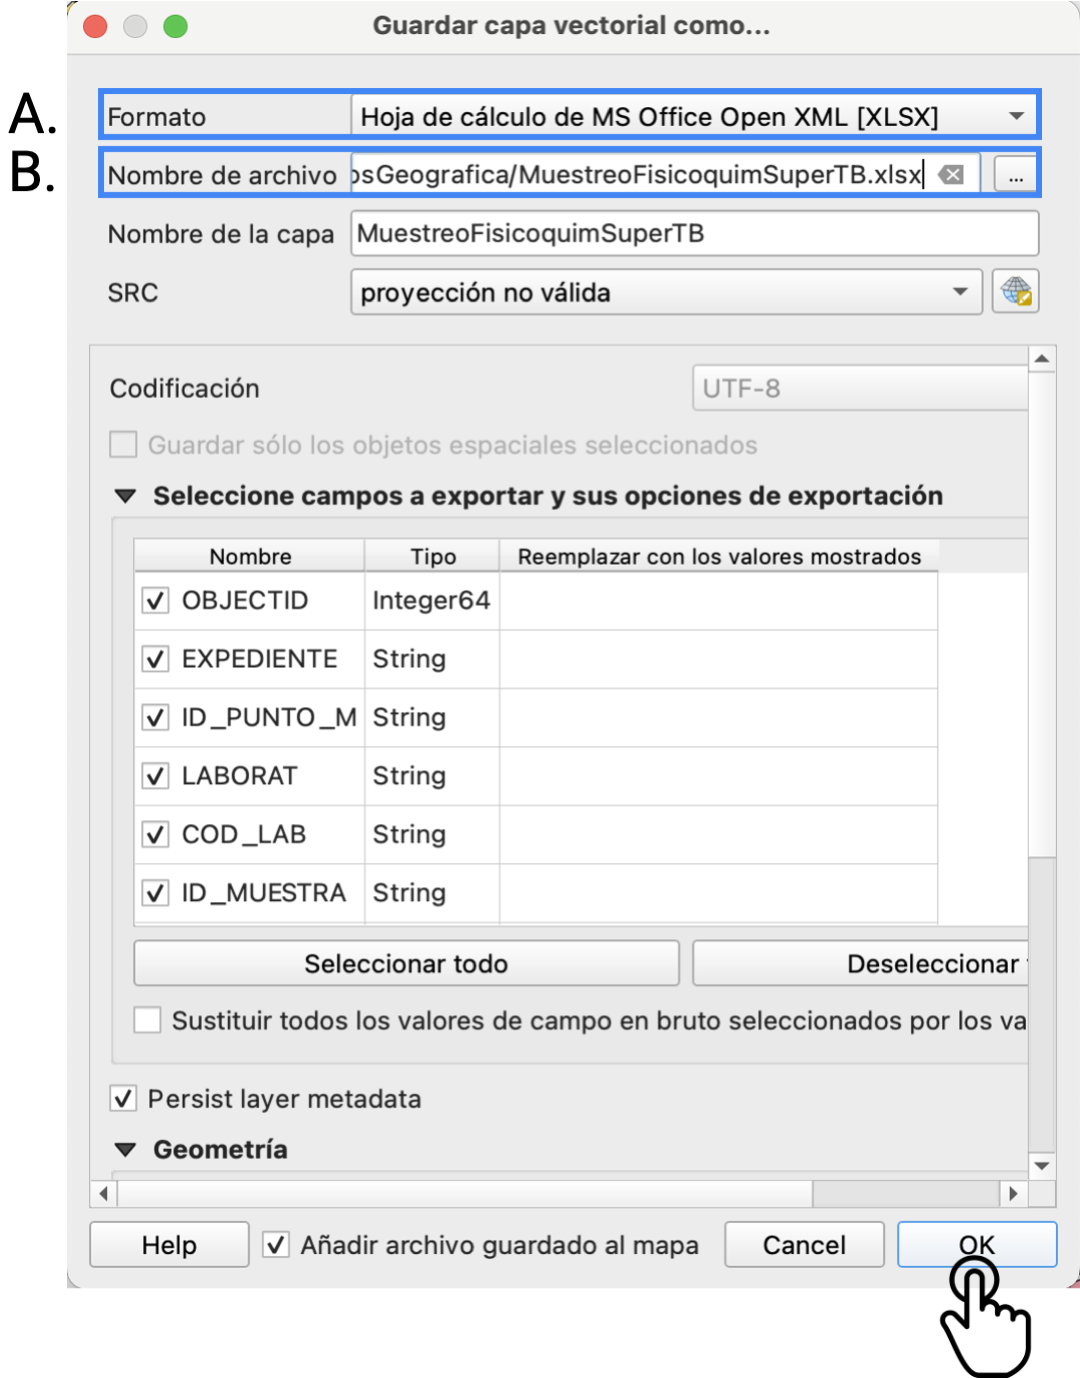 Guardar capa vectorial como...
A.
Formato
Hoja de cálculo de MS Office Open XML [XLSX]
B.
Nombre de archivo
osGeografica/MuestreoFisicoquimSuperTB.xlsx
...
Nombre de la capa
MuestreoFisicoquimSuperTB
SRC
proyección no válida
Codificación
UTF-8
Guardar sólo los objetos espaciales seleccionados
Seleccione campos a exportar y sus opciones de exportación
Nombre Tipo Reemplazar con los valores mostrados
OBJECTID Integer64
EXPEDIENTE String
ID_PUNTO_M String
LABORAT String
COD_LAB String
ID_MUESTRA String
Seleccionar todo
Deseleccionar
Sustituir todos los valores de campo en bruto seleccionados por los va
Persist layer metadata
Geometría
Help
Añadir archivo guardado al mapa
Cancel
OK